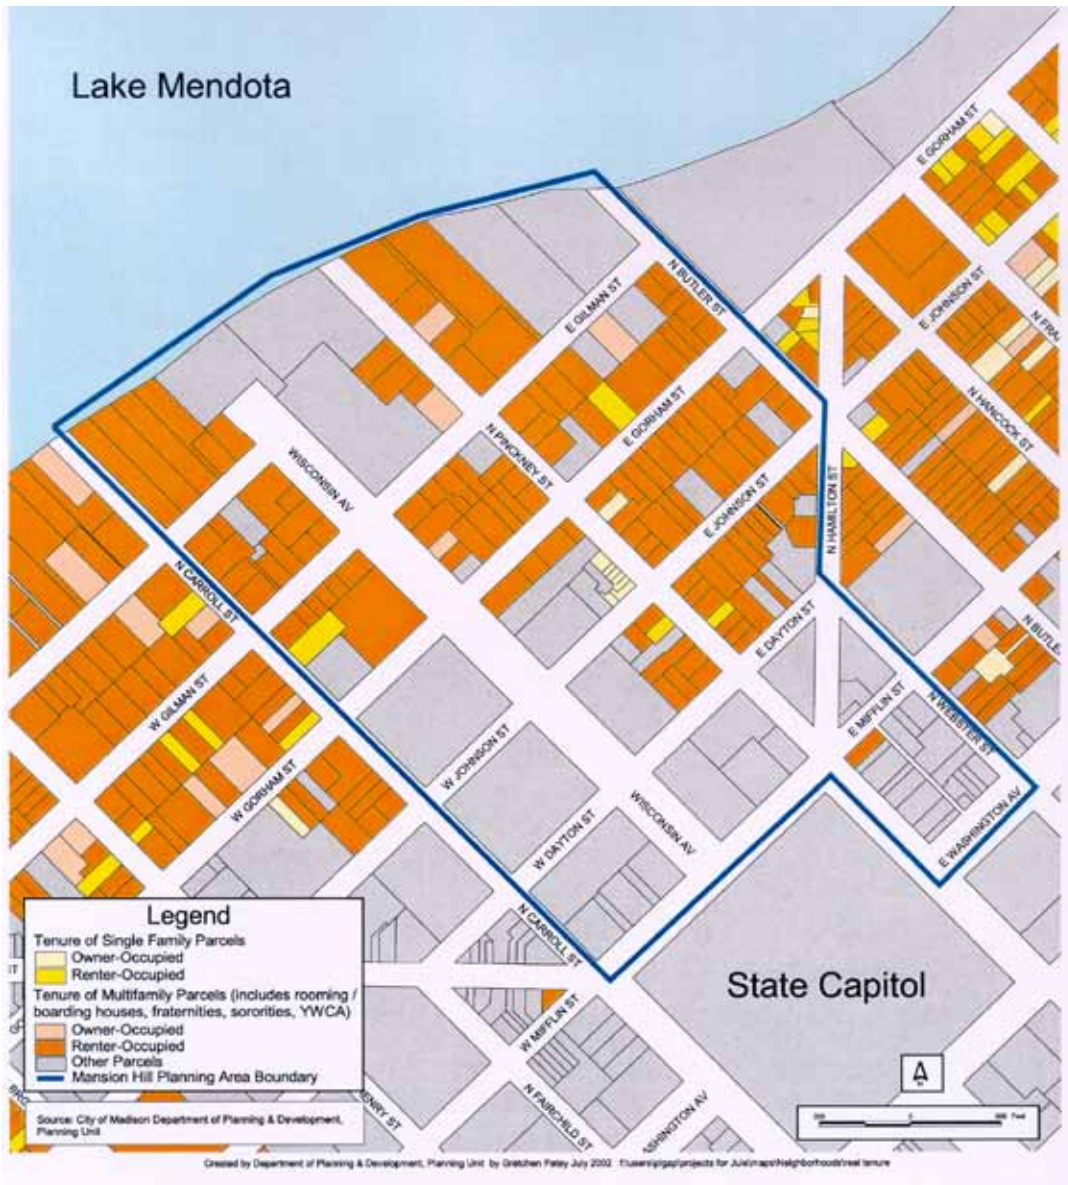 Lake Mendota
E GORHAM ST
N BUTLER ST
E GILMAN ST
E JOHNSON ST
N HANCOCK ST
E GORHAM ST
N PINCKNEY ST
WISCONSIN AV
E JOHNSON ST
N HAMILTON ST
N CARROLL ST
E DAYTON ST
W GILMAN ST
E MIFFLIN ST
N WEBSTER ST
W JOHNSON ST
W GORHAM ST
WISCONSIN AV
W DAYTON ST
E WASHINGTON AV
N CARROLL ST
State Capitol
W MIFFLIN ST
N FAIRCHILD ST
Legend
Tenure of Single Family Parcels
Owner-Occupied
Renter-Occupied
Tenure of Multifamily Parcels (includes rooming /
boarding houses, fraternities, sororities, YWCA)
Owner-Occupied
Renter-Occupied
Other Parcels
Mansion Hill Planning Area Boundary
Source: City of Madison Department of Planning & Development,
Planning Unit
Created by Department of Planning & Development, Planning Unit by Gretchen July 2002